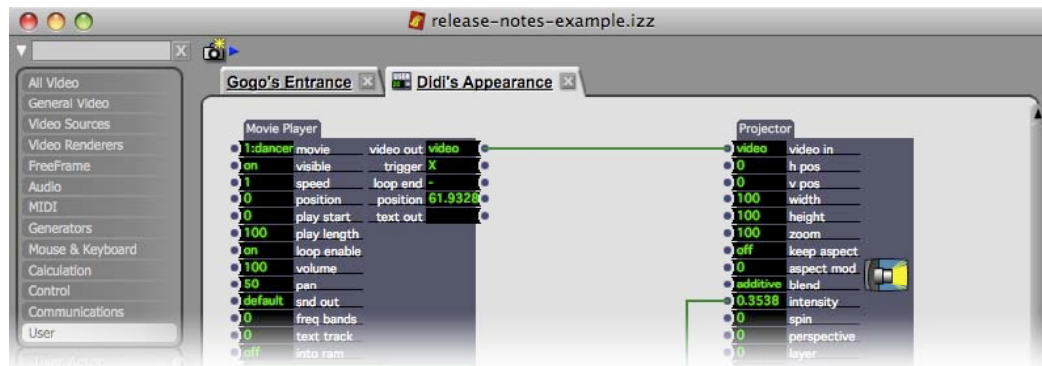 release-notes-example.izz
X
Gogo's Entrance X Didi's Appearance X
All Video
General Video
Video Sources
Video Renderers
FreeFrame
Audio
MIDI
Generators
Mouse & Keyboard
Calculation
Control
Communications
User
User Actor
Movie Player
1:dancer movie video out video
on visible trigger X
1 speed loop end -
0 position position 61.9328
0 play start text out
100 play length
on loop enable
100 volume
50 pan
default snd out
0 freq bands
0 text track
off into ram
Projector
video video in
0 h pos
0 v pos
100 width
100 height
100 zoom
off keep aspect
0 aspect mod
additive blend
0.3538 intensity
0 spin
0 perspective
0 layer